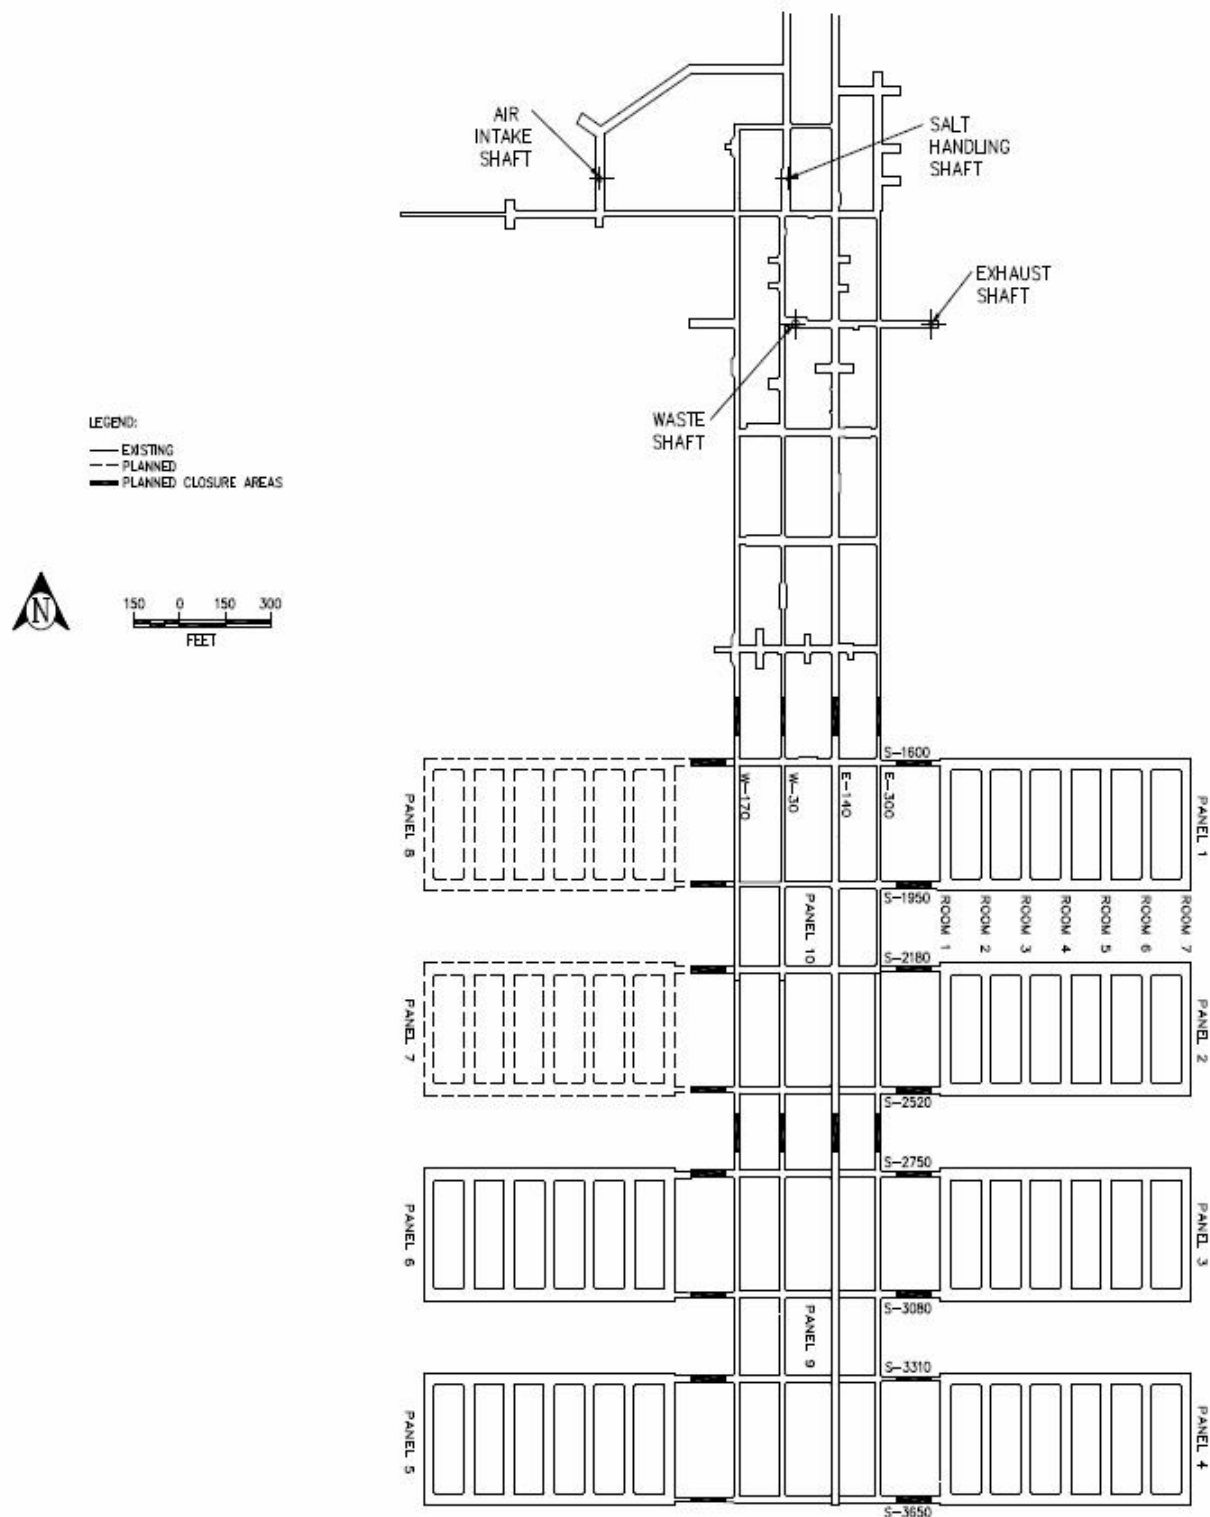 AIR
INTAKE
SHAFT
SALT
HANDLING
SHAFT
EXHAUST
SHAFT
WASTE
SHAFT
LEGEND:
EXISTING
PLANNED
PLANNED CLOSURE AREAS
N
150 0 150 300
FEET
S-1600
W-170
W-30
E-140
E-300
PANEL 8
PANEL 1
S-1950
PANEL 10
ROOM 1
ROOM 2
ROOM 3
ROOM 4
ROOM 5
ROOM 6
ROOM 7
S-2180
PANEL 7
PANEL 2
S-2520
S-2750
PANEL 6
PANEL 3
S-3080
PANEL 9
S-3310
PANEL 5
PANEL 4
S-3650